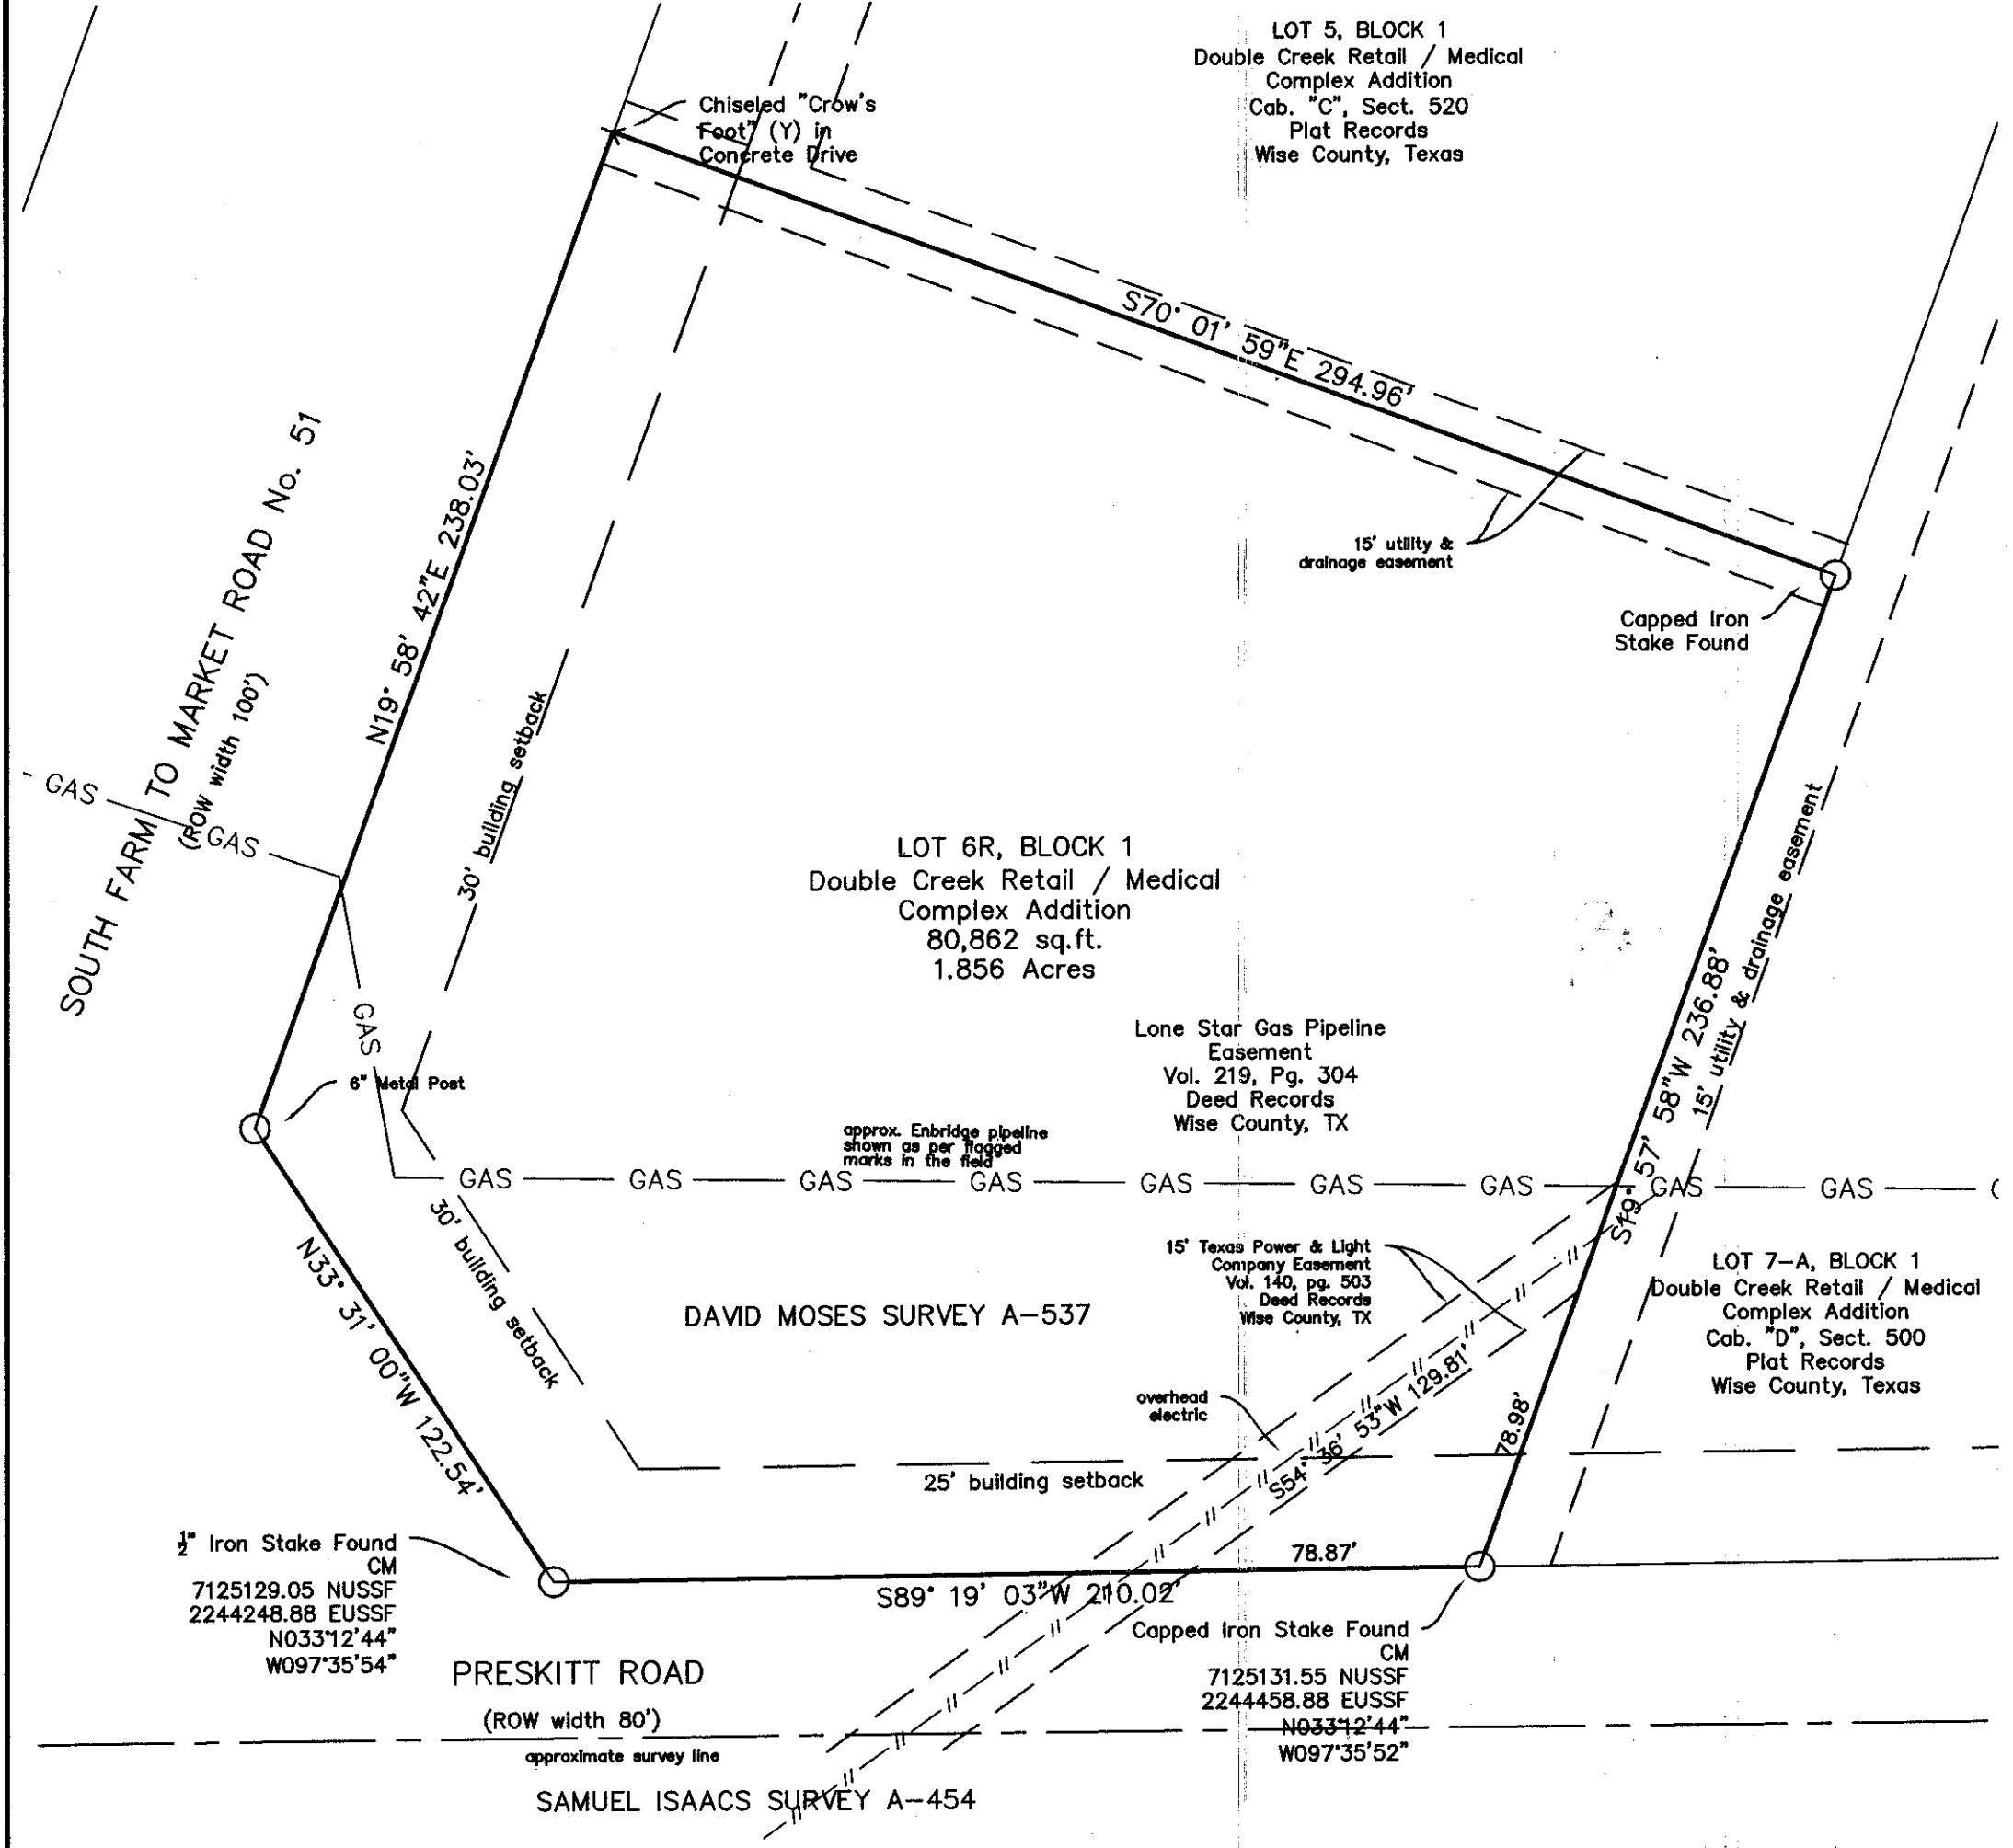 LOT 5, BLOCK 1
Double Creek Retail / Medical
Complex Addition
Cab. "C", Sect. 520
Plat Records
Wise County, Texas
Chiseled "Crow's
Foot" (Y) in
Concrete Drive
S70° 01' 59"E 294.96'
15' utility &
drainage easement
Capped Iron
Stake Found
SOUTH FARM TO MARKET ROAD No. 51
(ROW width 100')
N19° 58' 42"E 238.03'
30' building setback
GAS
GAS
GAS
LOT 6R, BLOCK 1
Double Creek Retail / Medical
Complex Addition
80,862 sq.ft.
1.856 Acres
S19° 57' 58"W 236.88'
15' utility & drainage easement
Lone Star Gas Pipeline
Easement
Vol. 219, Pg. 304
Deed Records
Wise County, TX
6" Metal Post
approx. Enbridge pipeline
shown as per flagged
marks in the field
GAS GAS GAS GAS GAS GAS GAS GAS GAS
30' building setback
N33° 31' 00"W 122.54'
15' Texas Power & Light
Company Easement
Vol. 140, pg. 503
Deed Records
Wise County, TX
LOT 7-A, BLOCK 1
Double Creek Retail / Medical
Complex Addition
Cab. "D", Sect. 500
Plat Records
Wise County, Texas
DAVID MOSES SURVEY A-537
overhead
electric
S54° 36' 53"W 129.81'
78.98'
25' building setback
78.87'
S89° 19' 03"W 210.02'
½" Iron Stake Found
CM
7125129.05 NUSSF
2244248.88 EUSSF
N033°12'44"
W097°35'54"
Capped Iron Stake Found
CM
7125131.55 NUSSF
2244458.88 EUSSF
N033°12'44"
W097°35'52"
PRESKITT ROAD
(ROW width 80')
approximate survey line
SAMUEL ISAACS SURVEY A-454